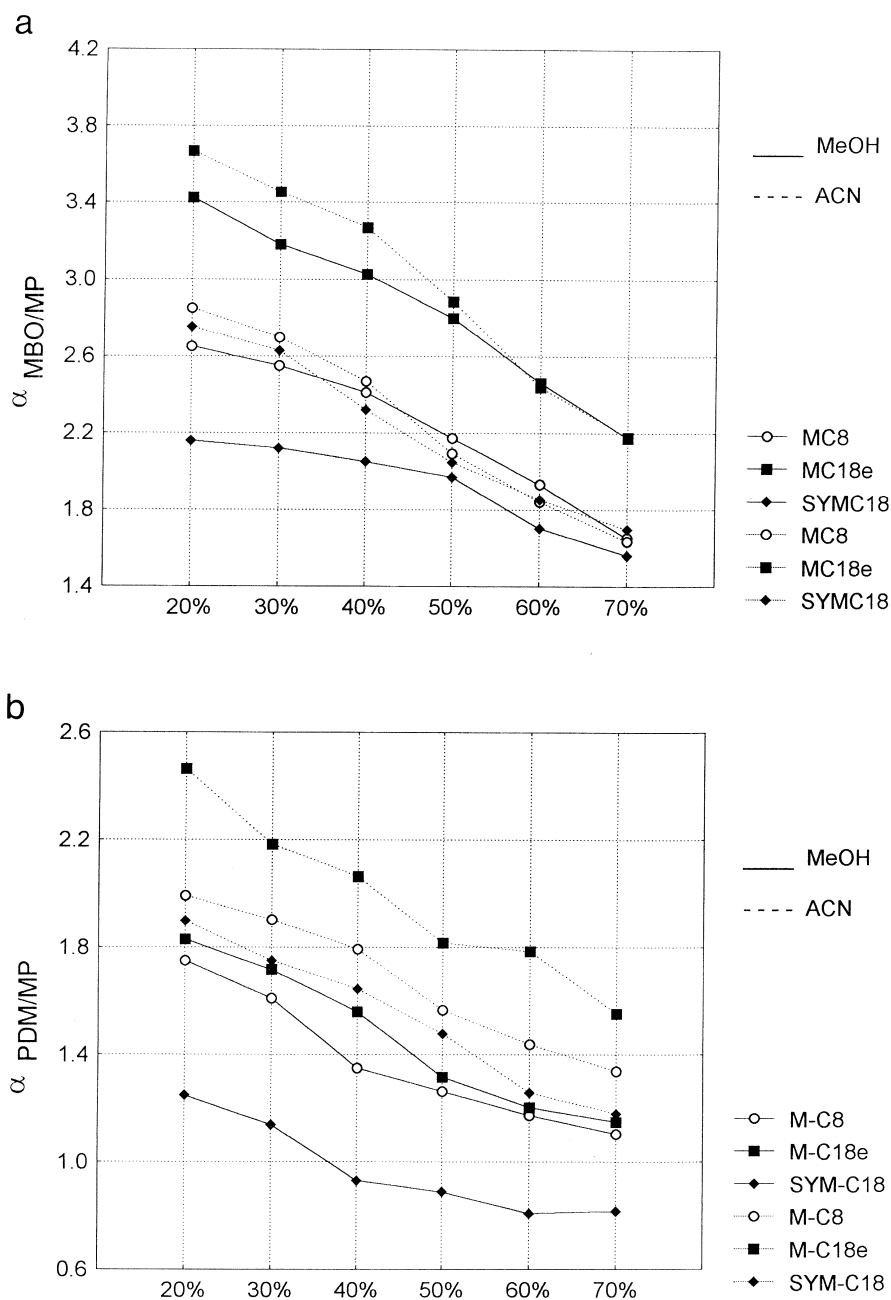 a
4.2
3.8
3.4
3.0
2.6
2.2
1.8
1.4
α MBO/MP
20% 30% 40% 50% 60% 70%
MeOH
ACN
MC8
MC18e
SYMC18
MC8
MC18e
SYMC18
b
2.6
2.2
1.8
1.4
1.0
0.6
α PDM/MP
20% 30% 40% 50% 60% 70%
MeOH
ACN
M-C8
M-C18e
SYM-C18
M-C8
M-C18e
SYM-C18